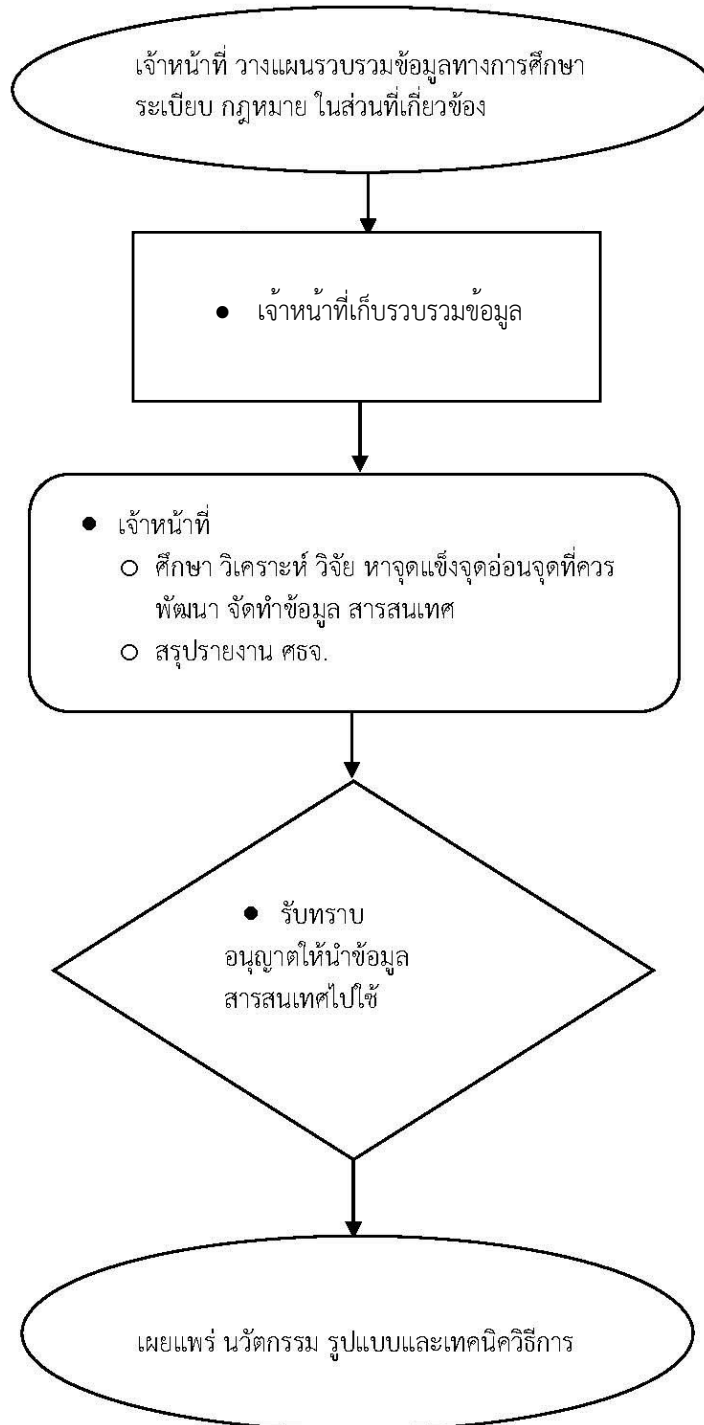 เจ้าหน้าที่ วางแผนรวบรวมข้อมูลทางการศึกษา
ระเบียบ กฎหมาย ในส่วนที่เกี่ยวข้อง
● เจ้าหน้าที่เก็บรวบรวมข้อมูล
● เจ้าหน้าที่
○ ศึกษา วิเคราะห์ วิจัย หาจุดแข็งจุดอ่อนจุดที่ควร
พัฒนา จัดทำข้อมูล สารสนเทศ
○ สรุปรายงาน ศธจ.
● รับทราบ
อนุญาตให้นำข้อมูล
สารสนเทศไปใช้
เผยแพร่ นวัตกรรม รูปแบบและเทคนิควิธีการ